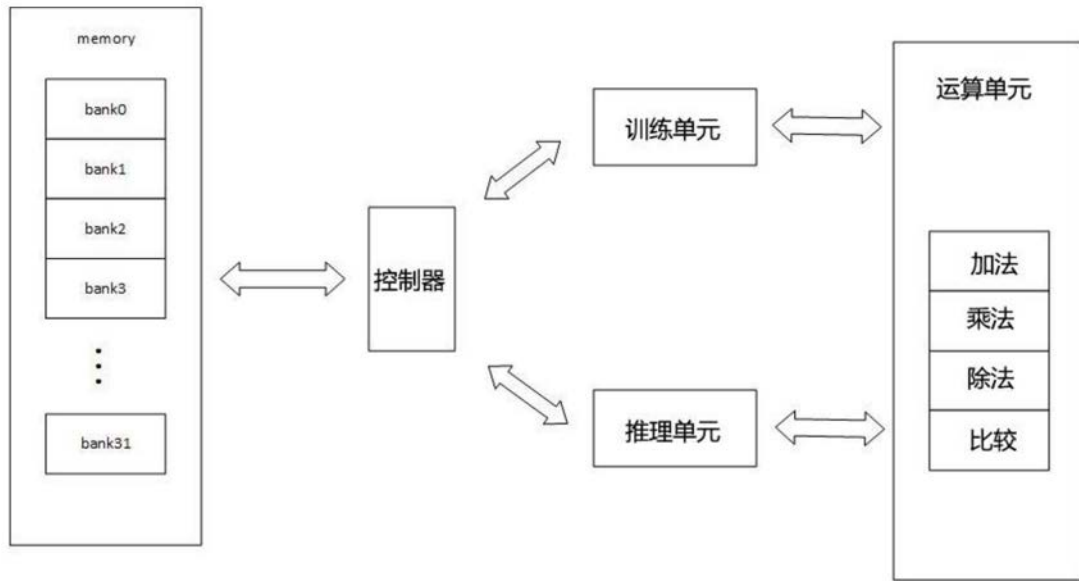 memory
bank0
bank1
bank2
bank3
bank31
控制器
训练单元
推理单元
运算单元
加法
乘法
除法
比较